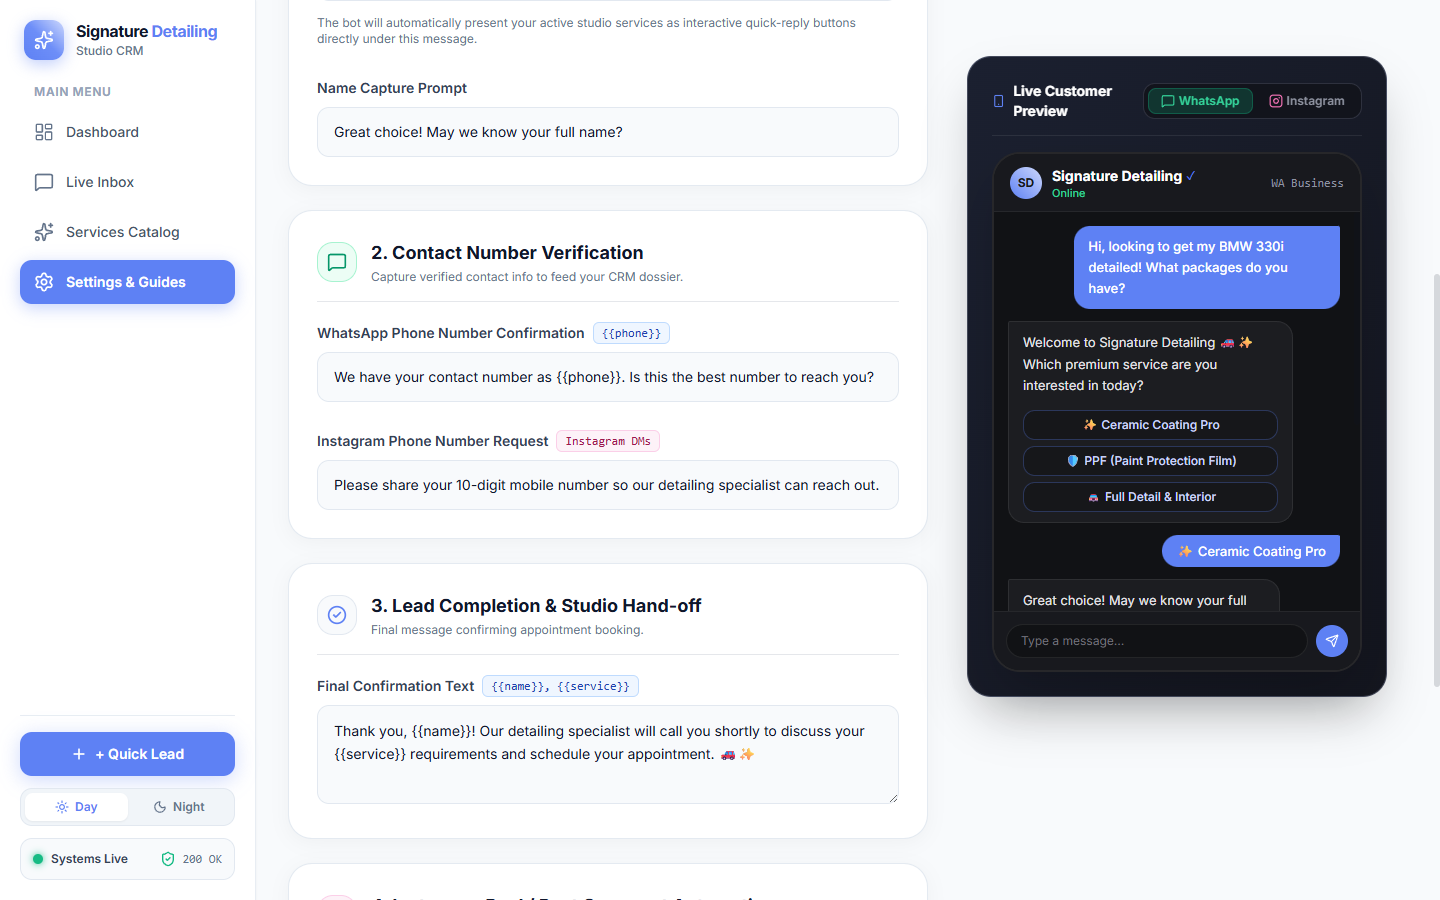 Signature Detailing
Studio CRM
MAIN MENU
Dashboard
Live Inbox
Services Catalog
Settings & Guides
+ Quick Lead
Day
Night
Systems Live
200 OK
The bot will automatically present your active studio services as interactive quick-reply buttons
directly under this message.
Name Capture Prompt
Great choice! May we know your full name?
2. Contact Number Verification
Capture verified contact info to feed your CRM dossier.
WhatsApp Phone Number Confirmation {{phone}}
We have your contact number as {{phone}}. Is this the best number to reach you?
Instagram Phone Number Request Instagram DMs
Please share your 10-digit mobile number so our detailing specialist can reach out.
3. Lead Completion & Studio Hand-off
Final message confirming appointment booking.
Final Confirmation Text {{name}}, {{service}}
Thank you, {{name}}! Our detailing specialist will call you shortly to discuss your
{{service}} requirements and schedule your appointment. 🚗 ✨
Live Customer
Preview
WhatsApp
Instagram
SD
Signature Detailing ✓
Online
WA Business
Hi, looking to get my BMW 330i
detailed! What packages do you
have?
Welcome to Signature Detailing 🚗 ✨
Which premium service are you
interested in today?
✨ Ceramic Coating Pro
🛡️ PPF (Paint Protection Film)
🚘 Full Detail & Interior
✨ Ceramic Coating Pro
Great choice! May we know your full
Type a message...